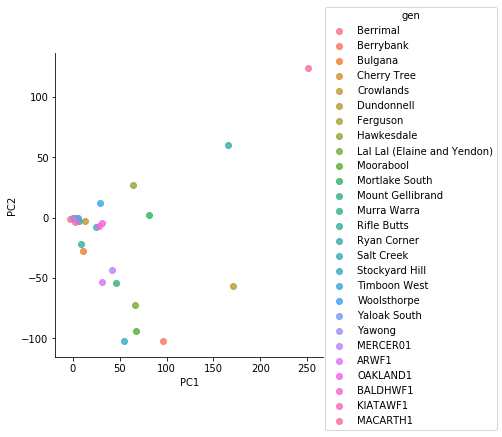 gen
Berrimal
Berrybank
Bulgana
Cherry Tree
Crowlands
Dundonnell
Ferguson
Hawkesdale
Lal Lal (Elaine and Yendon)
Moorabool
Mortlake South
Mount Gellibrand
Murra Warra
Rifle Butts
Ryan Corner
Salt Creek
Stockyard Hill
Timboon West
Woolsthorpe
Yaloak South
Yawong
MERCER01
ARWF1
OAKLAND1
BALDHWF1
KIATAWF1
MACARTH1
PC2
100
50
0
−50
−100
0 50 100 150 200 250
PC1